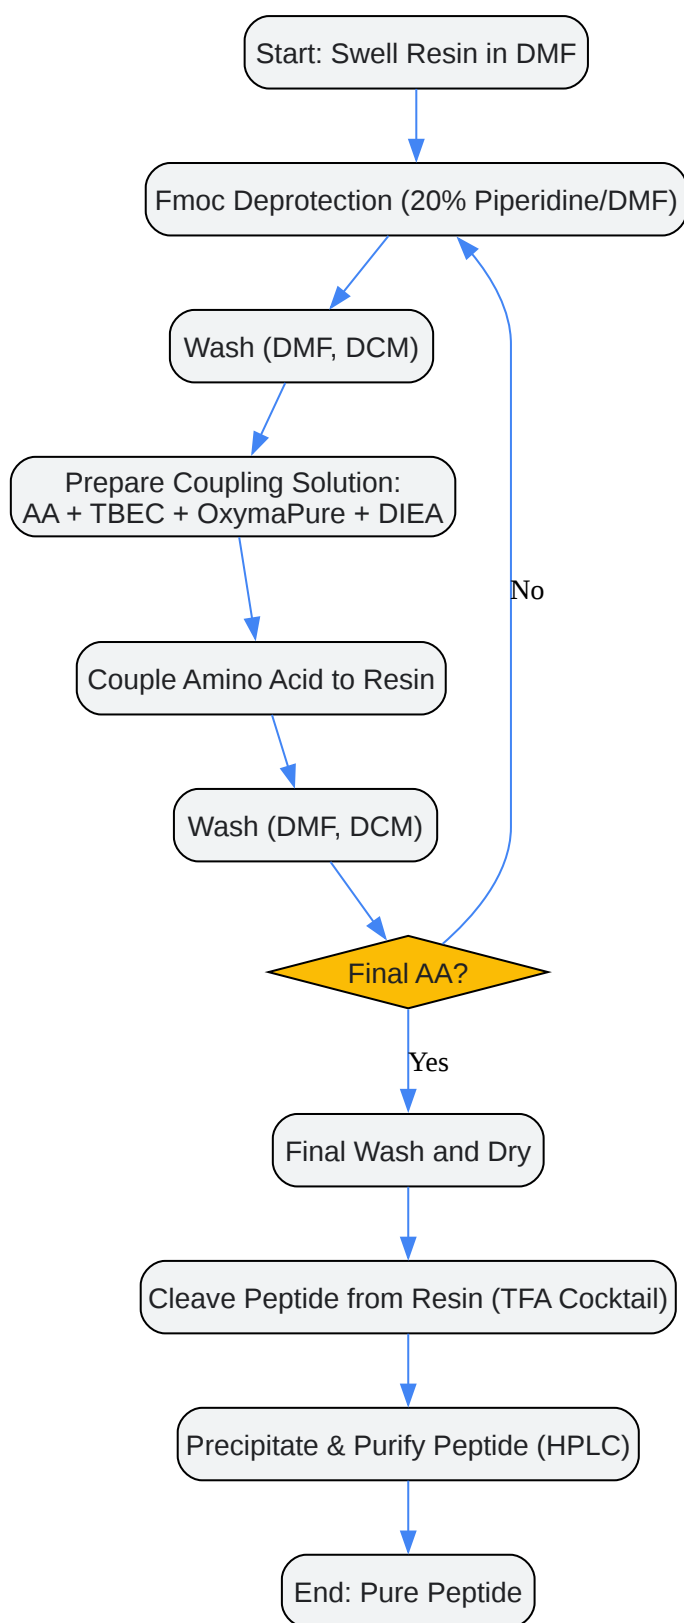 Start: Swell Resin in DMF
Fmoc Deprotection (20% Piperidine/DMF)
Wash (DMF, DCM)
Prepare Coupling Solution:
AA + TBEC + OxymaPure + DIEA
No
Couple Amino Acid to Resin
Wash (DMF, DCM)
Final AA?
Yes
Final Wash and Dry
Cleave Peptide from Resin (TFA Cocktail)
Precipitate & Purify Peptide (HPLC)
End: Pure Peptide